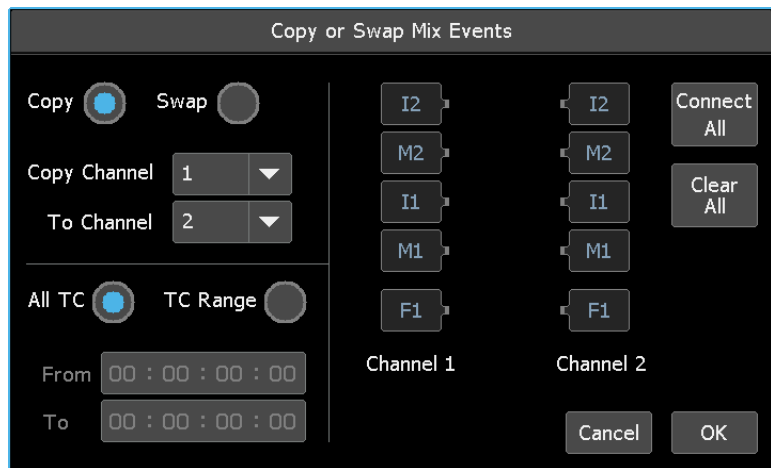 Copy or Swap Mix Events
Copy Swap
Copy Channel 1
To Channel 2
All TC TC Range
From 00 : 00 : 00 : 00
To 00 : 00 : 00 : 00
I2 I2
M2 M2
I1 I1
M1 M1
F1 F1
Channel 1 Channel 2
Connect
All
Clear
All
Cancel OK